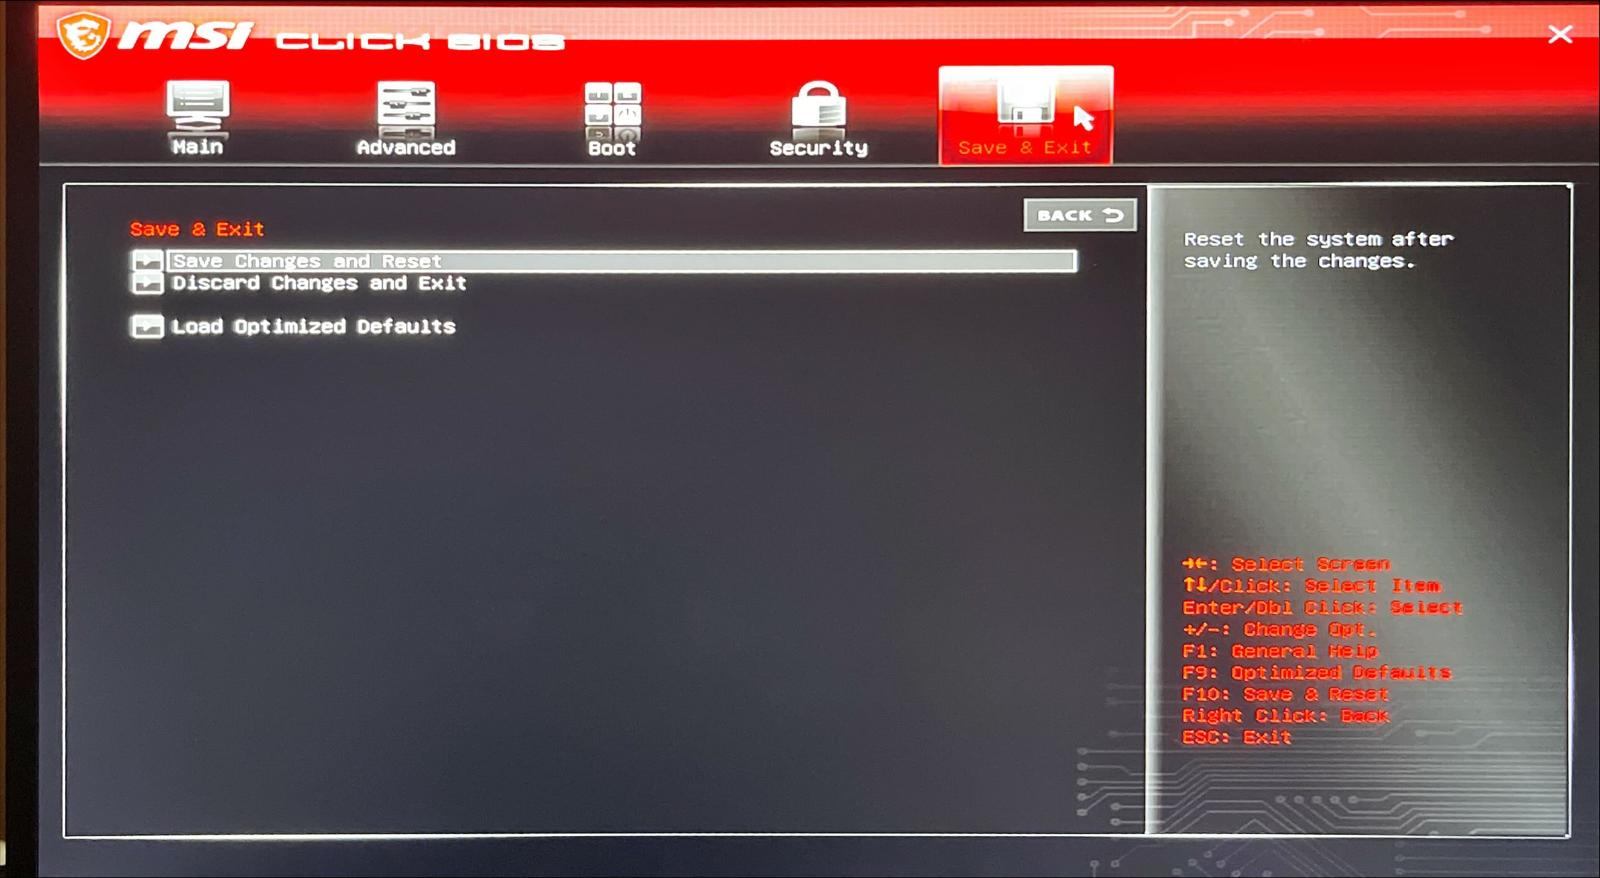 msi CLICK BIOS
Main
Advanced
Boot
Security
Save & Exit
BACK
Save & Exit
Save Changes and Reset
Discard Changes and Exit
Load Optimized Defaults
Reset the system after
saving the changes.
→←: Select Screen
↑↓/Click: Select Item
Enter/Dbl Click: Select
+/-: Change Opt.
F1: General Help
F9: Optimized Defaults
F10: Save & Reset
Right Click: Back
ESC: Exit